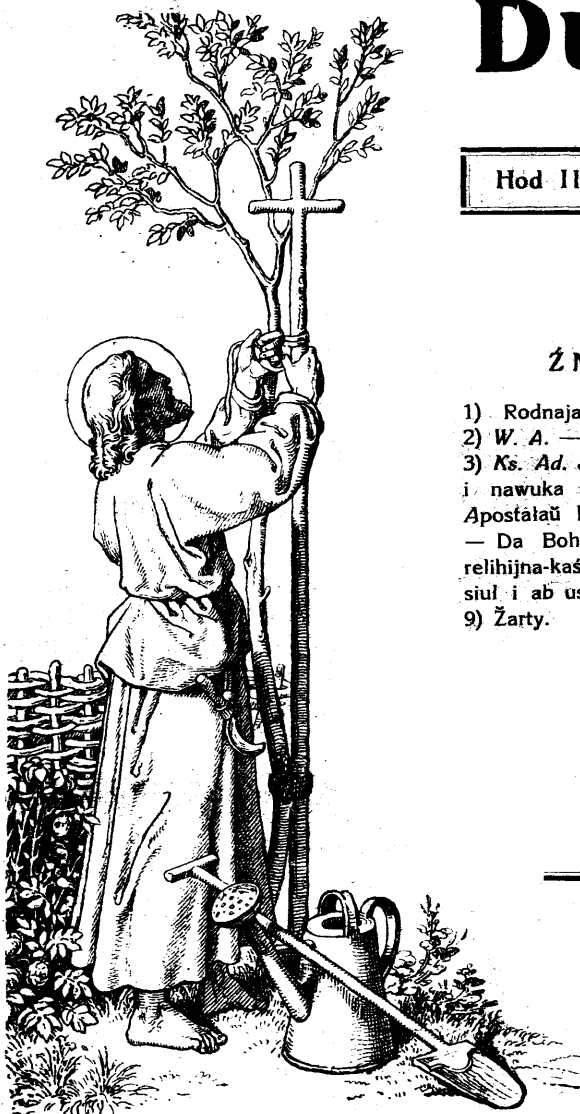 Du
Hod II
ŹM
1) Rodnaja
2) W. A. —
3) Ks. Ad.
i nawuka
Apostałaŭ
— Da Boh
relihijna-kaś
siul i ab us
9) Žarty.